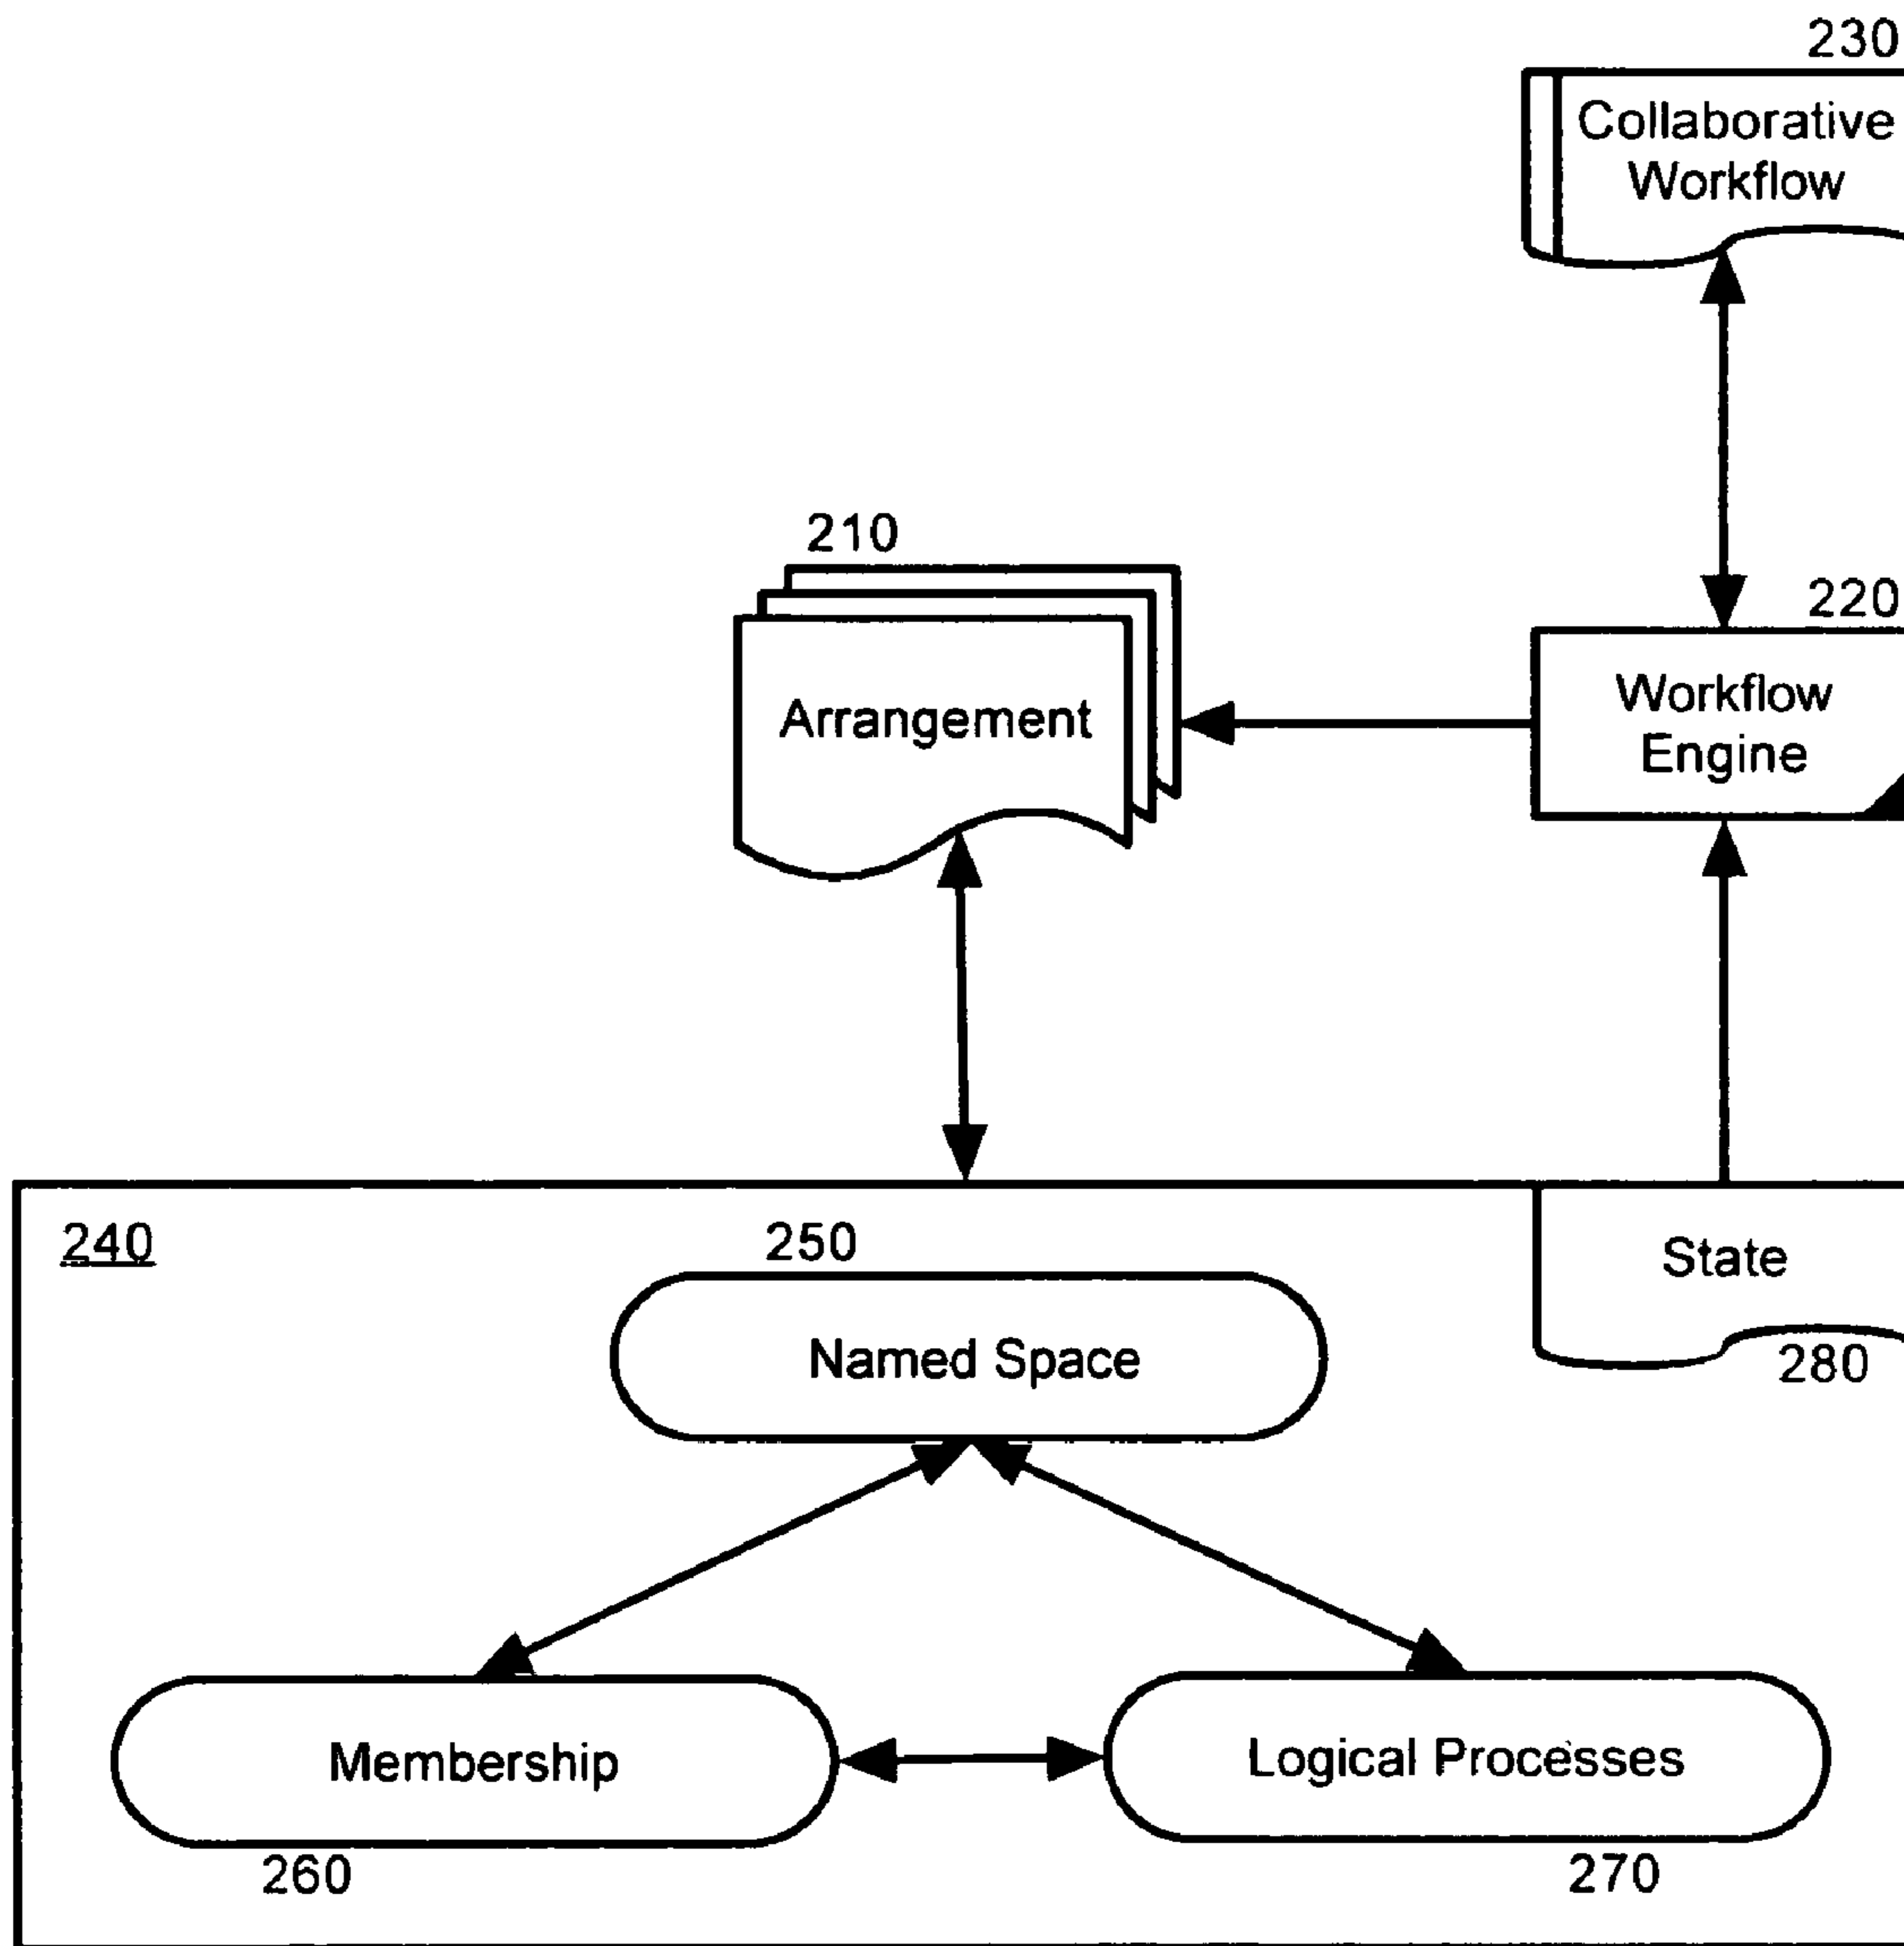 230
Collaborative
Workflow
210
220
Arrangement
Workflow
Engine
240
250
State
Named Space
280
Membership
Logical Processes
260
270